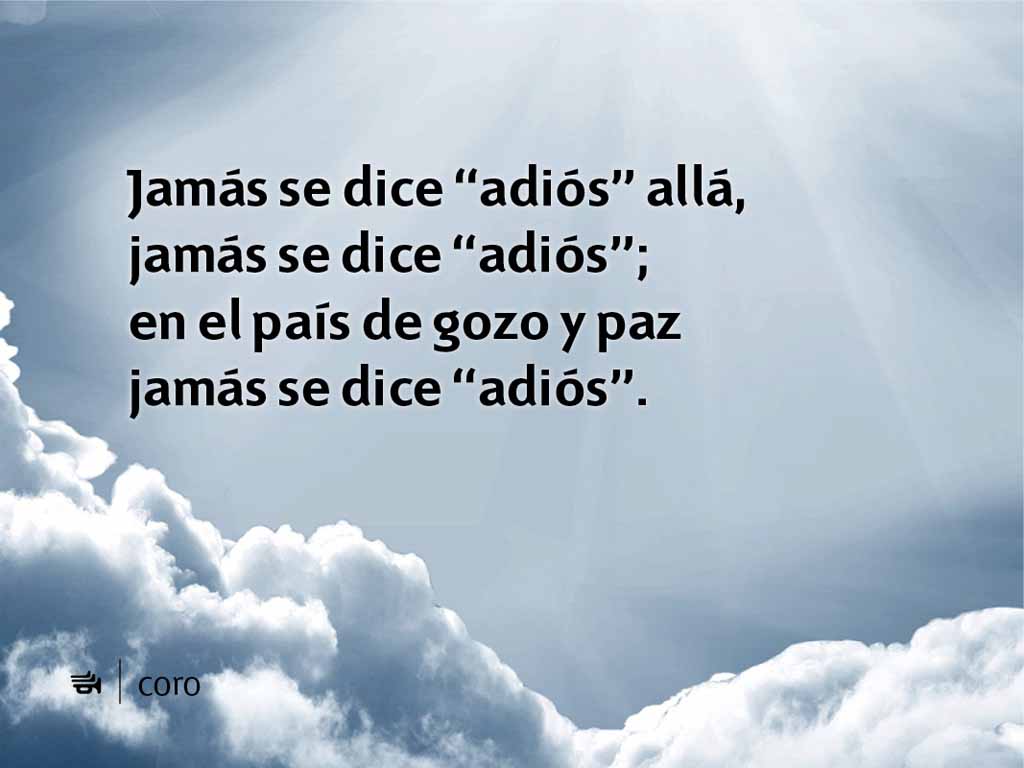 Jamás se dice “adiós” allá,
jamás se dice “adiós”;
en el país de gozo y paz
jamás se dice “adiós”.
coro